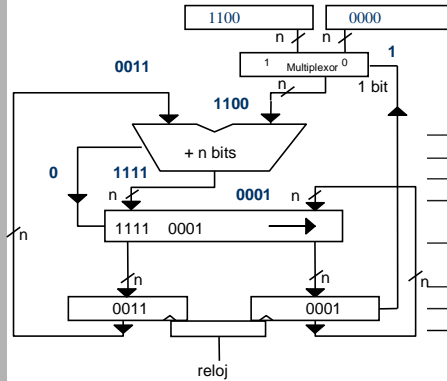 1100 0000
n n
1 Multiplexor 0 1
0011 n 1 bit
1100
+ n bits
0 1111 0001
n n
1111 0001
n n n n
0011 0001
reloj